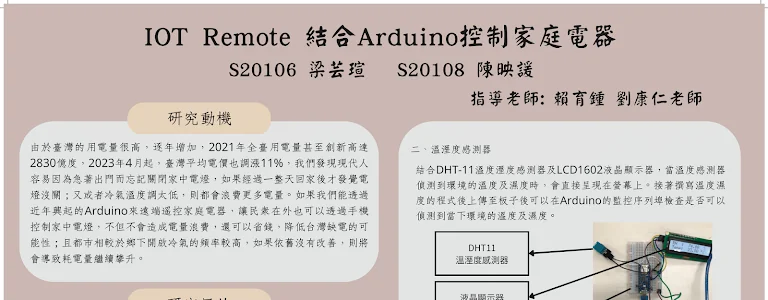 IOT Remote 結合Arduino控制家庭電器
S20106 梁芸瑄 S20108 陳映諼
指導老師: 賴育鍾 劉康仁老師
研究動機
由於臺灣的用電量很高，逐年增加，2021年全臺用電量甚至創新高達
2830億度，2023年4月起，臺灣平均電價也調漲11%，我們發現現代人
容易因為急著出門而忘記關閉家中電燈，如果經過一整天回家後才發覺電
燈沒關；又或者冷氣溫度調太低，則都會浪費更多電量。如果我們能透過
近年興起的Arduino來遠端遙控家庭電器，讓民眾在外也可以透過手機
控制家中電燈，不但不會造成電量浪費，還可以省錢，降低台灣缺電的可
能性；且都市相較於鄉下開啟冷氣的頻率較高，如果依舊沒有改善，則將
會導致耗電量繼續攀升。
二、溫溼度感測器
結合DHT-11溫度溼度感測器及LCD1602液晶顯示器，當溫度感測器
偵測到環境的溫度及濕度時，會直接呈現在螢幕上。接著撰寫溫度濕
度的程式後上傳至板子後可以在Arduino的監控序列埠檢查是否可以
偵測到當下環境的溫度及濕度。
DHT11
溫溼度感測器
液晶顯示器